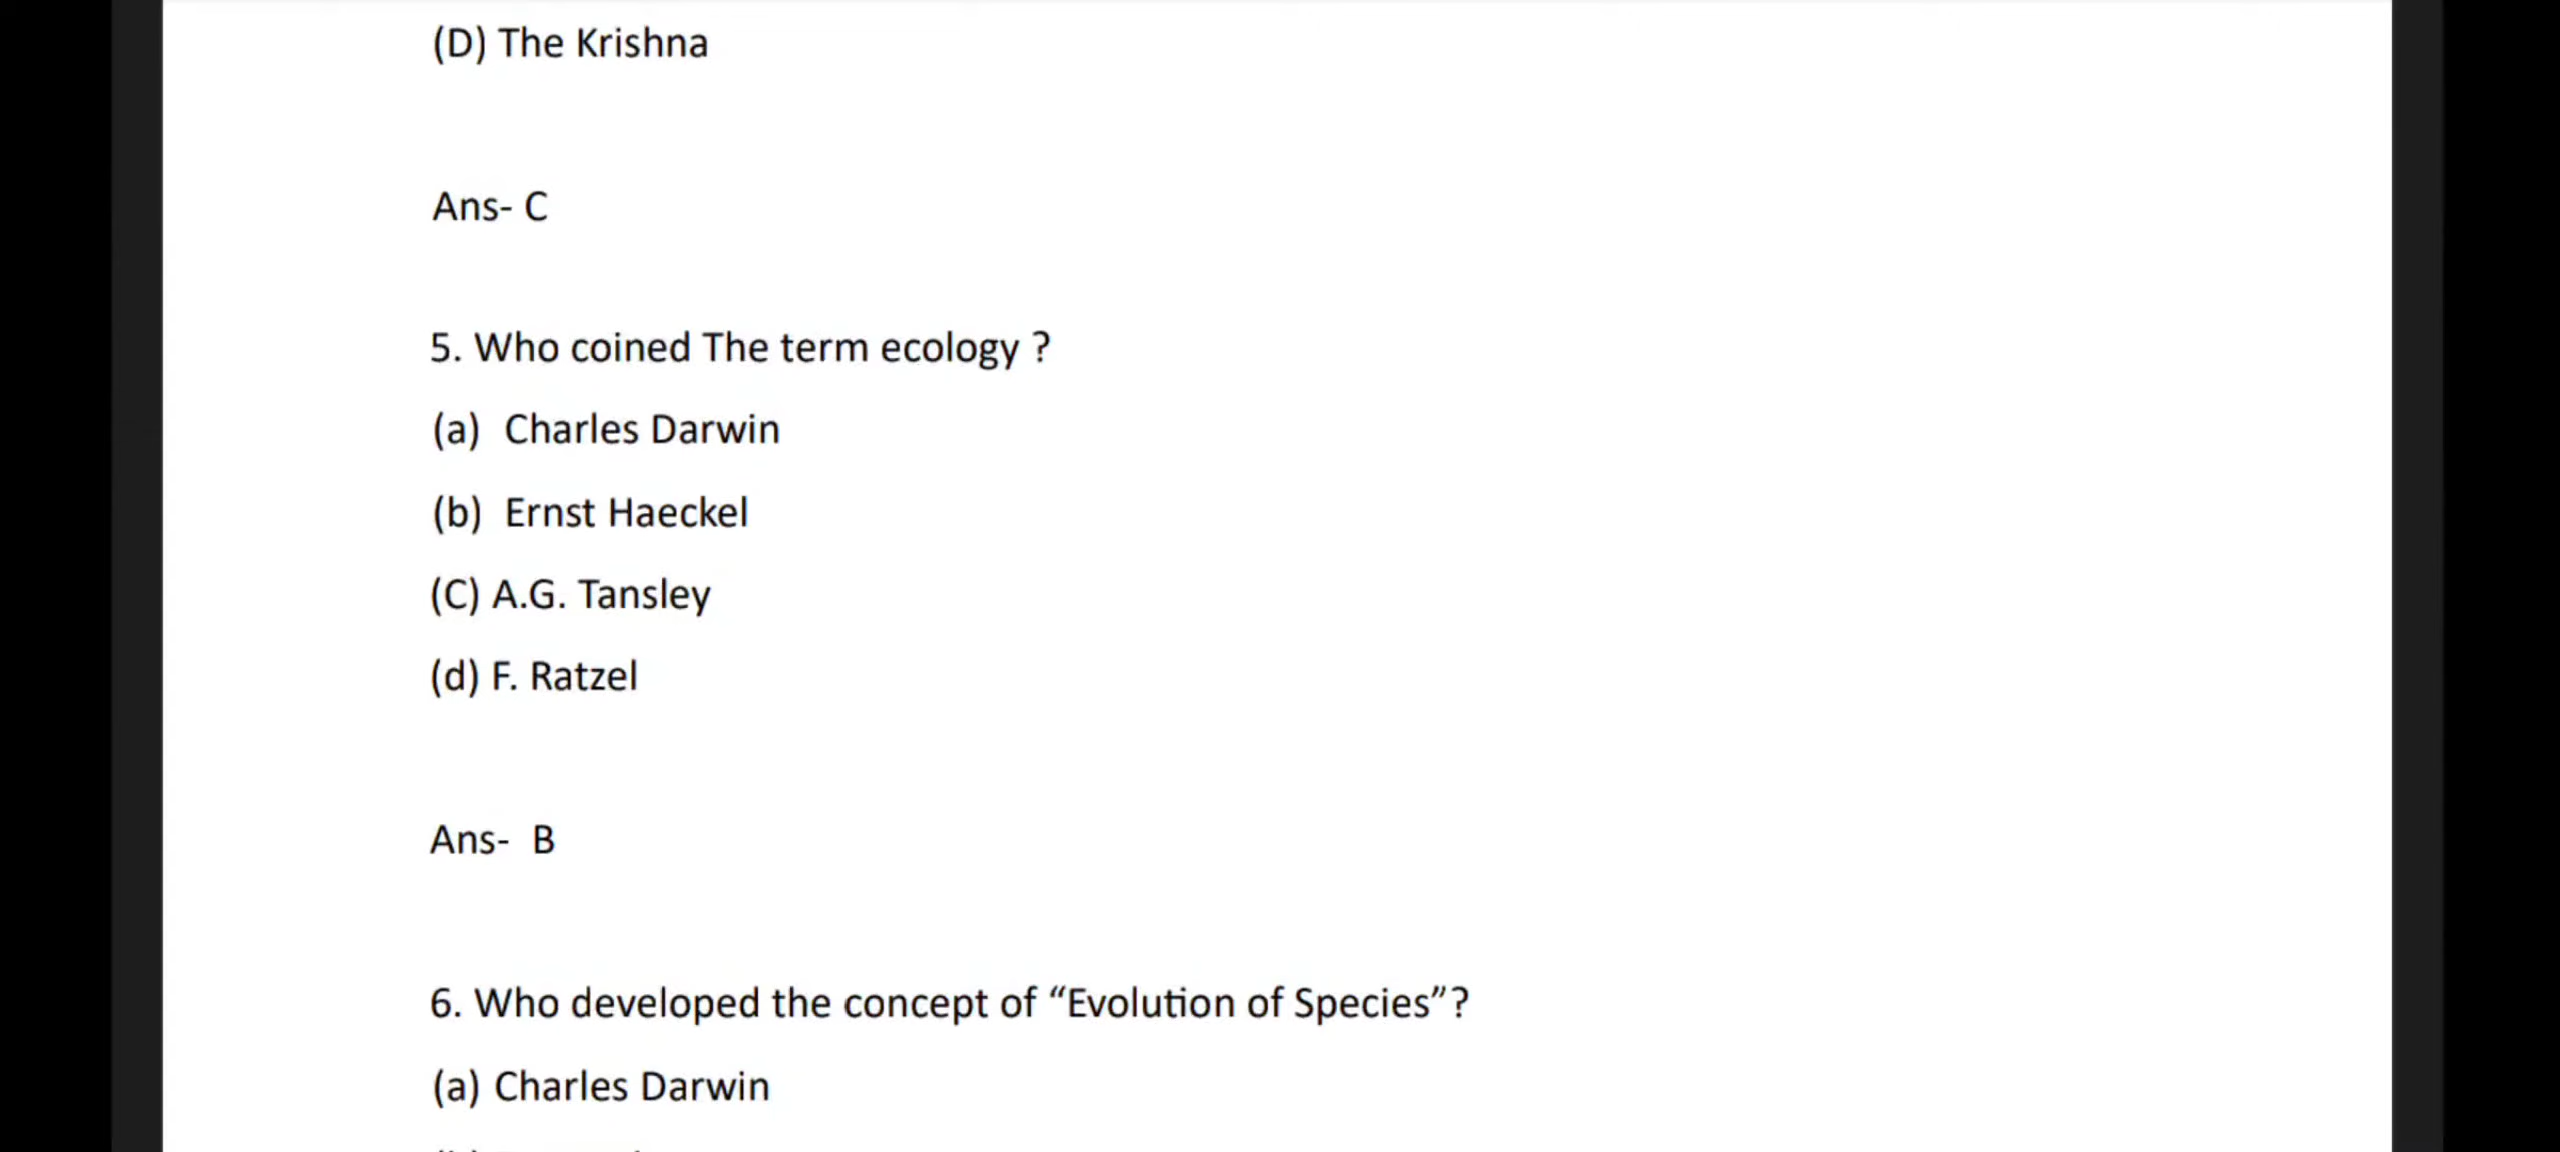 (D) The Krishna
Ans- C
5. Who coined The term ecology ?
(a) Charles Darwin
(b) Ernst Haeckel
(C) A.G. Tansley
(d) F. Ratzel
Ans- B
6. Who developed the concept of “Evolution of Species”?
(a) Charles Darwin